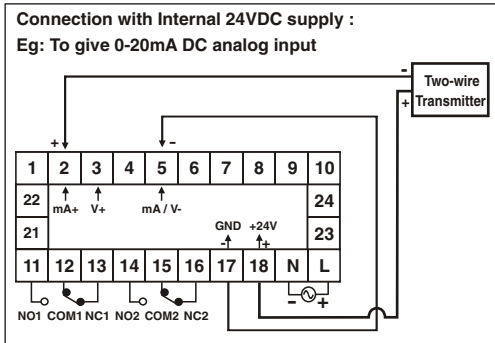 Connection with Internal 24VDC supply :
Eg: To give 0-20mA DC analog input
-
Two-wire
+ Transmitter
+ -
1 2 3 4 5 6 7 8 9 10
22 mA+ V+ mA / V- 24
21 GND +24V 23
- +
11 12 13 14 15 16 17 18 N L
- +
NO1 COM1 NC1 NO2 COM2 NC2